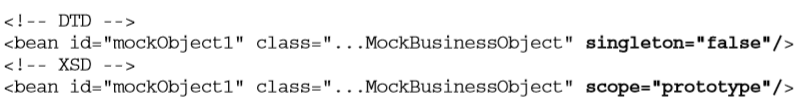 <!-- DTD -->
<bean id="mockObject1" class="...MockBusinessObject" singleton="false"/>
<!-- XSD -->
<bean id="mockObject1" class="...MockBusinessObject" scope="prototype"/>